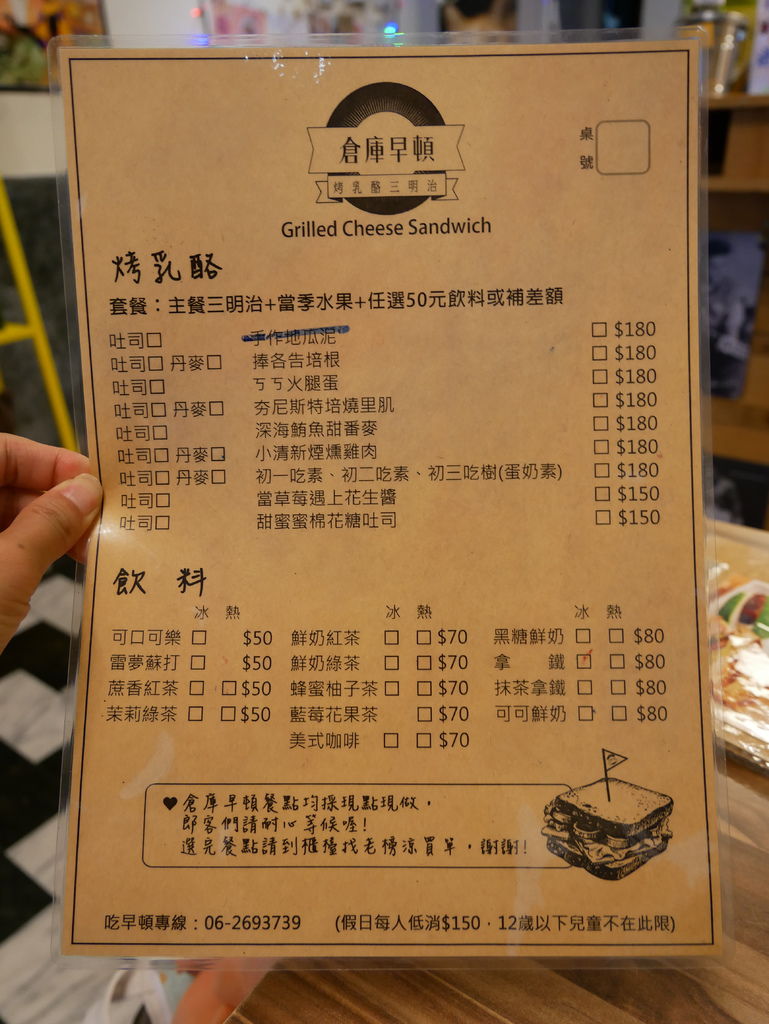 倉庫早頓
烤乳酪三明治
Grilled Cheese Sandwich
桌號
烤乳酪
套餐：主餐三明治+當季水果+任選50元飲料或補差額
吐司□ 手作地瓜泥 □ $180
吐司□ 丹麥□ 捧各告培根 □ $180
吐司□ ㄎㄎ火腿蛋 □ $180
吐司□ 丹麥□ 夯尼斯特培燒里肌 □ $180
吐司□ 深海鮪魚甜番麥 □ $180
吐司□ 丹麥□ 小清新煙燻雞肉 □ $180
吐司□ 丹麥□ 初一吃素、初二吃素、初三吃樹(蛋奶素) □ $180
吐司□ 當草莓遇上花生醬 □ $150
吐司□ 甜蜜蜜棉花糖吐司 □ $150
飲料
冰 熱 冰 熱 冰 熱
可口可樂 □ $50 鮮奶紅茶 □ □ $70 黑糖鮮奶 □ □ $80
雷夢蘇打 □ $50 鮮奶綠茶 □ □ $70 拿鐵 □ □ $80
蔗香紅茶 □ □ $50 蜂蜜柚子茶 □ □ $70 抹茶拿鐵 □ □ $80
茉莉綠茶 □ □ $50 藍莓花果茶 □ $70 可可鮮奶 □ □ $80
美式咖啡 □ □ $70
♥倉庫早頓餐點均採現點現做，
即客們請耐心等候喔!
選完餐點請到櫃檯找老榜涼買單，謝謝!
吃早頓專線：06-2693739 (假日每人低消$150，12歲以下兒童不在此限)